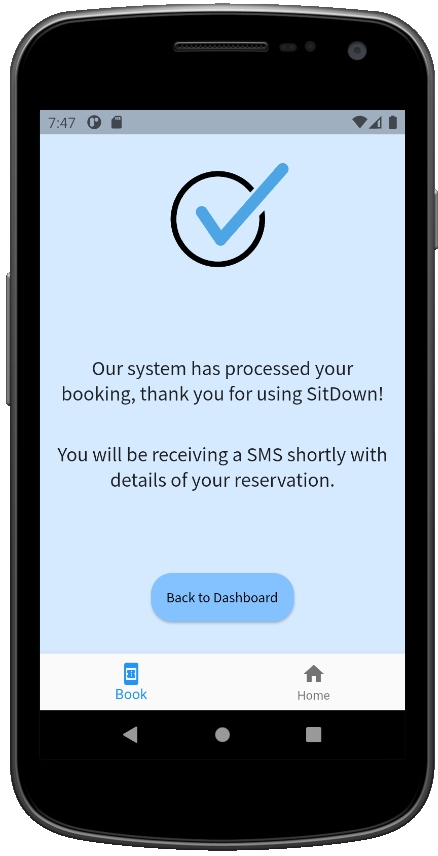 7:47
Our system has processed your
booking, thank you for using SitDown!
You will be receiving a SMS shortly with
details of your reservation.
Back to Dashboard
Book
Home